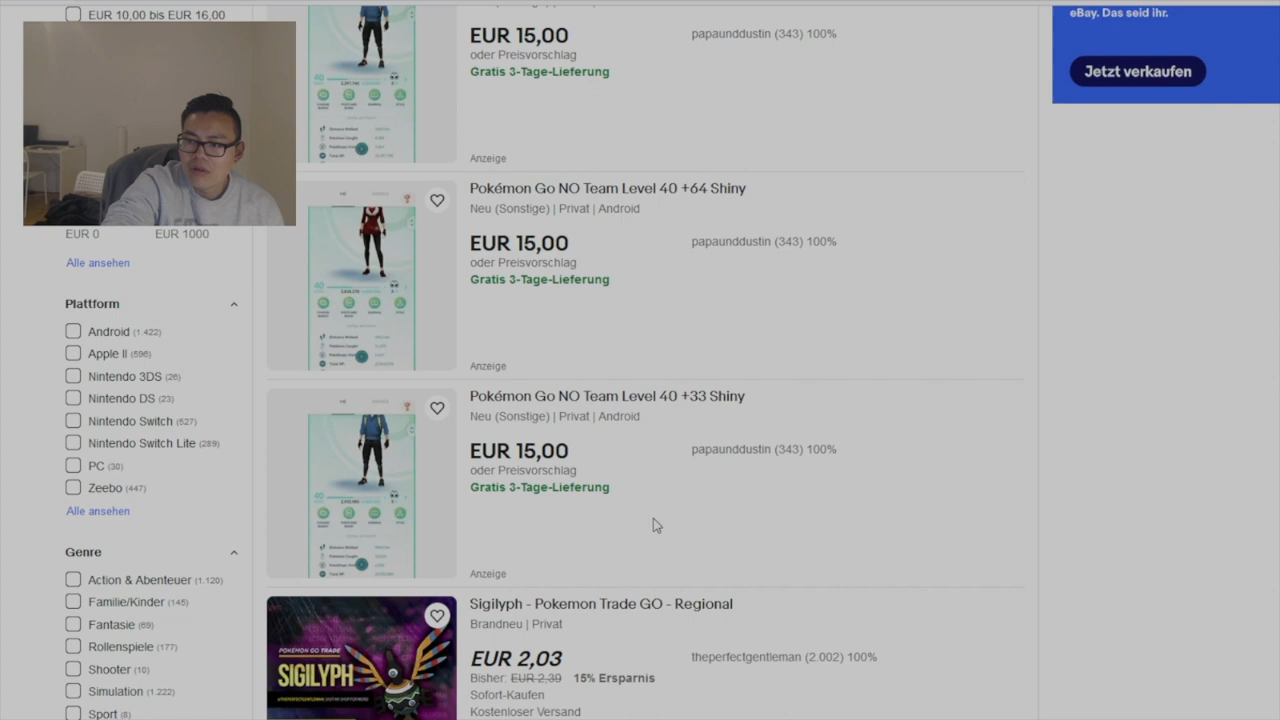 EUR 10,00 bis EUR 16,00
EUR 0 EUR 1000
Alle ansehen
Plattform
Android (1.422)
Apple II (596)
Nintendo 3DS (26)
Nintendo DS (23)
Nintendo Switch (527)
Nintendo Switch Lite (289)
PC (30)
Zeebo (447)
Alle ansehen
Genre
Action & Abenteuer (1.120)
Familie/Kinder (145)
Fantasie (69)
Rollenspiele (177)
Shooter (10)
Simulation (1.222)
Sport (8)
EUR 15,00
papaunddustin (343) 100%
oder Preisvorschlag
Gratis 3-Tage-Lieferung
Anzeige
Pokémon Go NO Team Level 40 +64 Shiny
Neu (Sonstige) | Privat | Android
EUR 15,00
papaunddustin (343) 100%
oder Preisvorschlag
Gratis 3-Tage-Lieferung
Anzeige
Pokémon Go NO Team Level 40 +33 Shiny
Neu (Sonstige) | Privat | Android
EUR 15,00
papaunddustin (343) 100%
oder Preisvorschlag
Gratis 3-Tage-Lieferung
Anzeige
POKÉMON GO TRADE
SIGILYPH
Sigilyph - Pokemon Trade GO - Regional
Brandneu | Privat
EUR 2,03
theperfectgentleman (2.002) 100%
Bisher: EUR 2,39 15% Ersparnis
Sofort-Kaufen
Kostenloser Versand
eBay. Das seid ihr.
Jetzt verkaufen